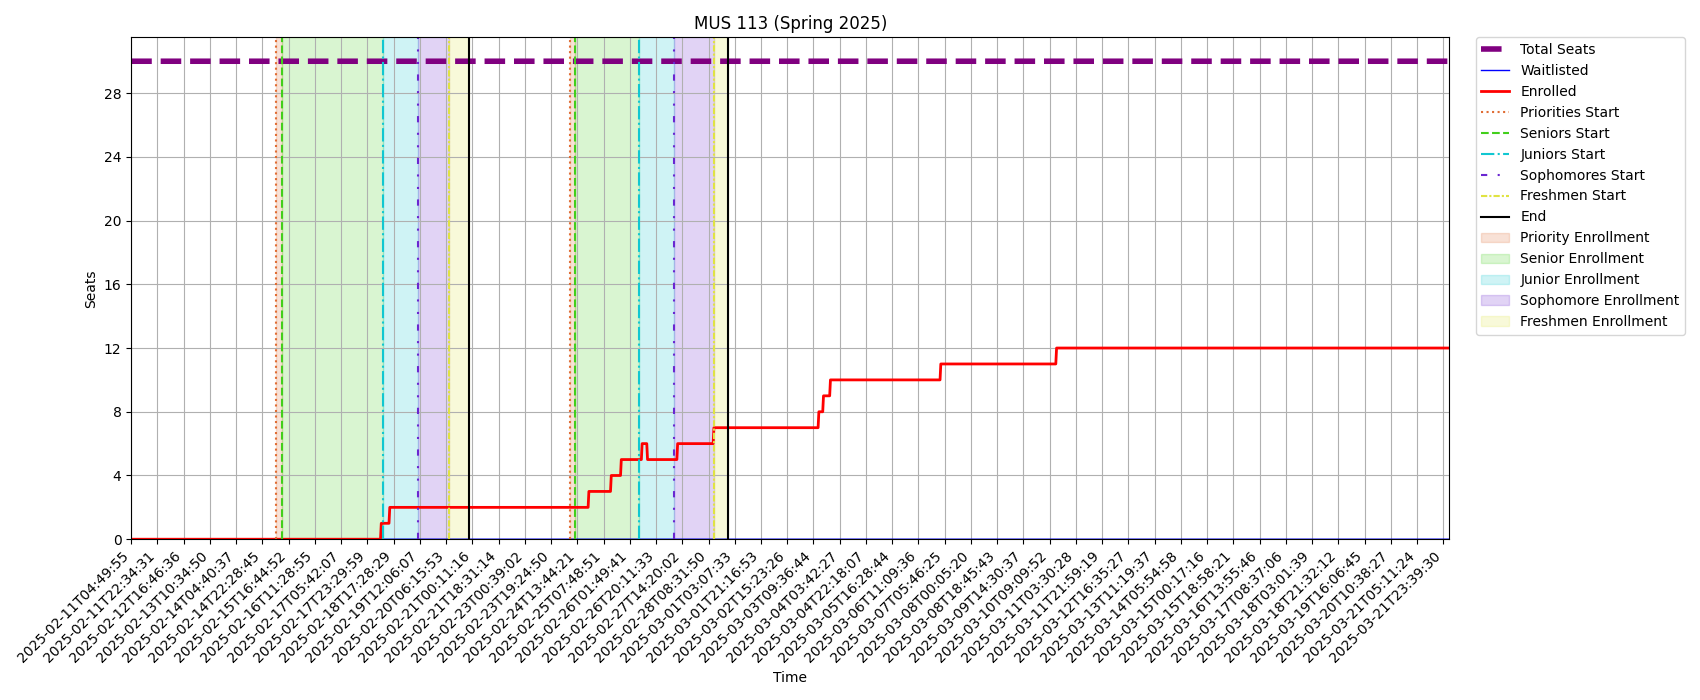 MUS 113 (Spring 2025)
Total Seats
Waitlisted
Enrolled
Priorities Start
Seniors Start
Juniors Start
Sophomores Start
Freshmen Start
End
Priority Enrollment
Senior Enrollment
Junior Enrollment
Sophomore Enrollment
Freshmen Enrollment
Seats
28
24
20
16
12
8
4
0
2025-02-11T04:49:55
2025-02-11T22:34:31
2025-02-12T16:46:36
2025-02-13T10:34:50
2025-02-14T04:40:37
2025-02-14T22:28:45
2025-02-15T16:44:52
2025-02-16T11:28:55
2025-02-17T05:42:07
2025-02-17T23:29:59
2025-02-18T17:28:29
2025-02-19T12:06:07
2025-02-20T06:15:53
2025-02-21T00:11:16
2025-02-21T18:31:14
2025-02-23T00:39:02
2025-02-23T19:24:50
2025-02-24T13:44:21
2025-02-25T07:48:51
2025-02-26T01:49:41
2025-02-26T20:11:33
2025-02-27T14:20:02
2025-02-28T08:31:50
2025-03-01T03:07:33
2025-03-01T21:16:53
2025-03-02T15:23:26
2025-03-03T09:36:44
2025-03-04T03:42:27
2025-03-04T22:18:07
2025-03-05T16:28:44
2025-03-06T11:09:36
2025-03-07T05:46:25
2025-03-08T00:05:20
2025-03-08T18:45:43
2025-03-09T14:30:37
2025-03-10T09:09:52
2025-03-11T03:30:28
2025-03-11T21:59:19
2025-03-12T16:35:27
2025-03-13T11:19:37
2025-03-14T05:54:58
2025-03-15T00:17:16
2025-03-15T18:58:21
2025-03-16T13:55:46
2025-03-17T08:37:06
2025-03-18T03:01:39
2025-03-18T21:32:12
2025-03-19T16:06:45
2025-03-20T10:38:27
2025-03-21T05:11:24
2025-03-21T23:39:30
Time